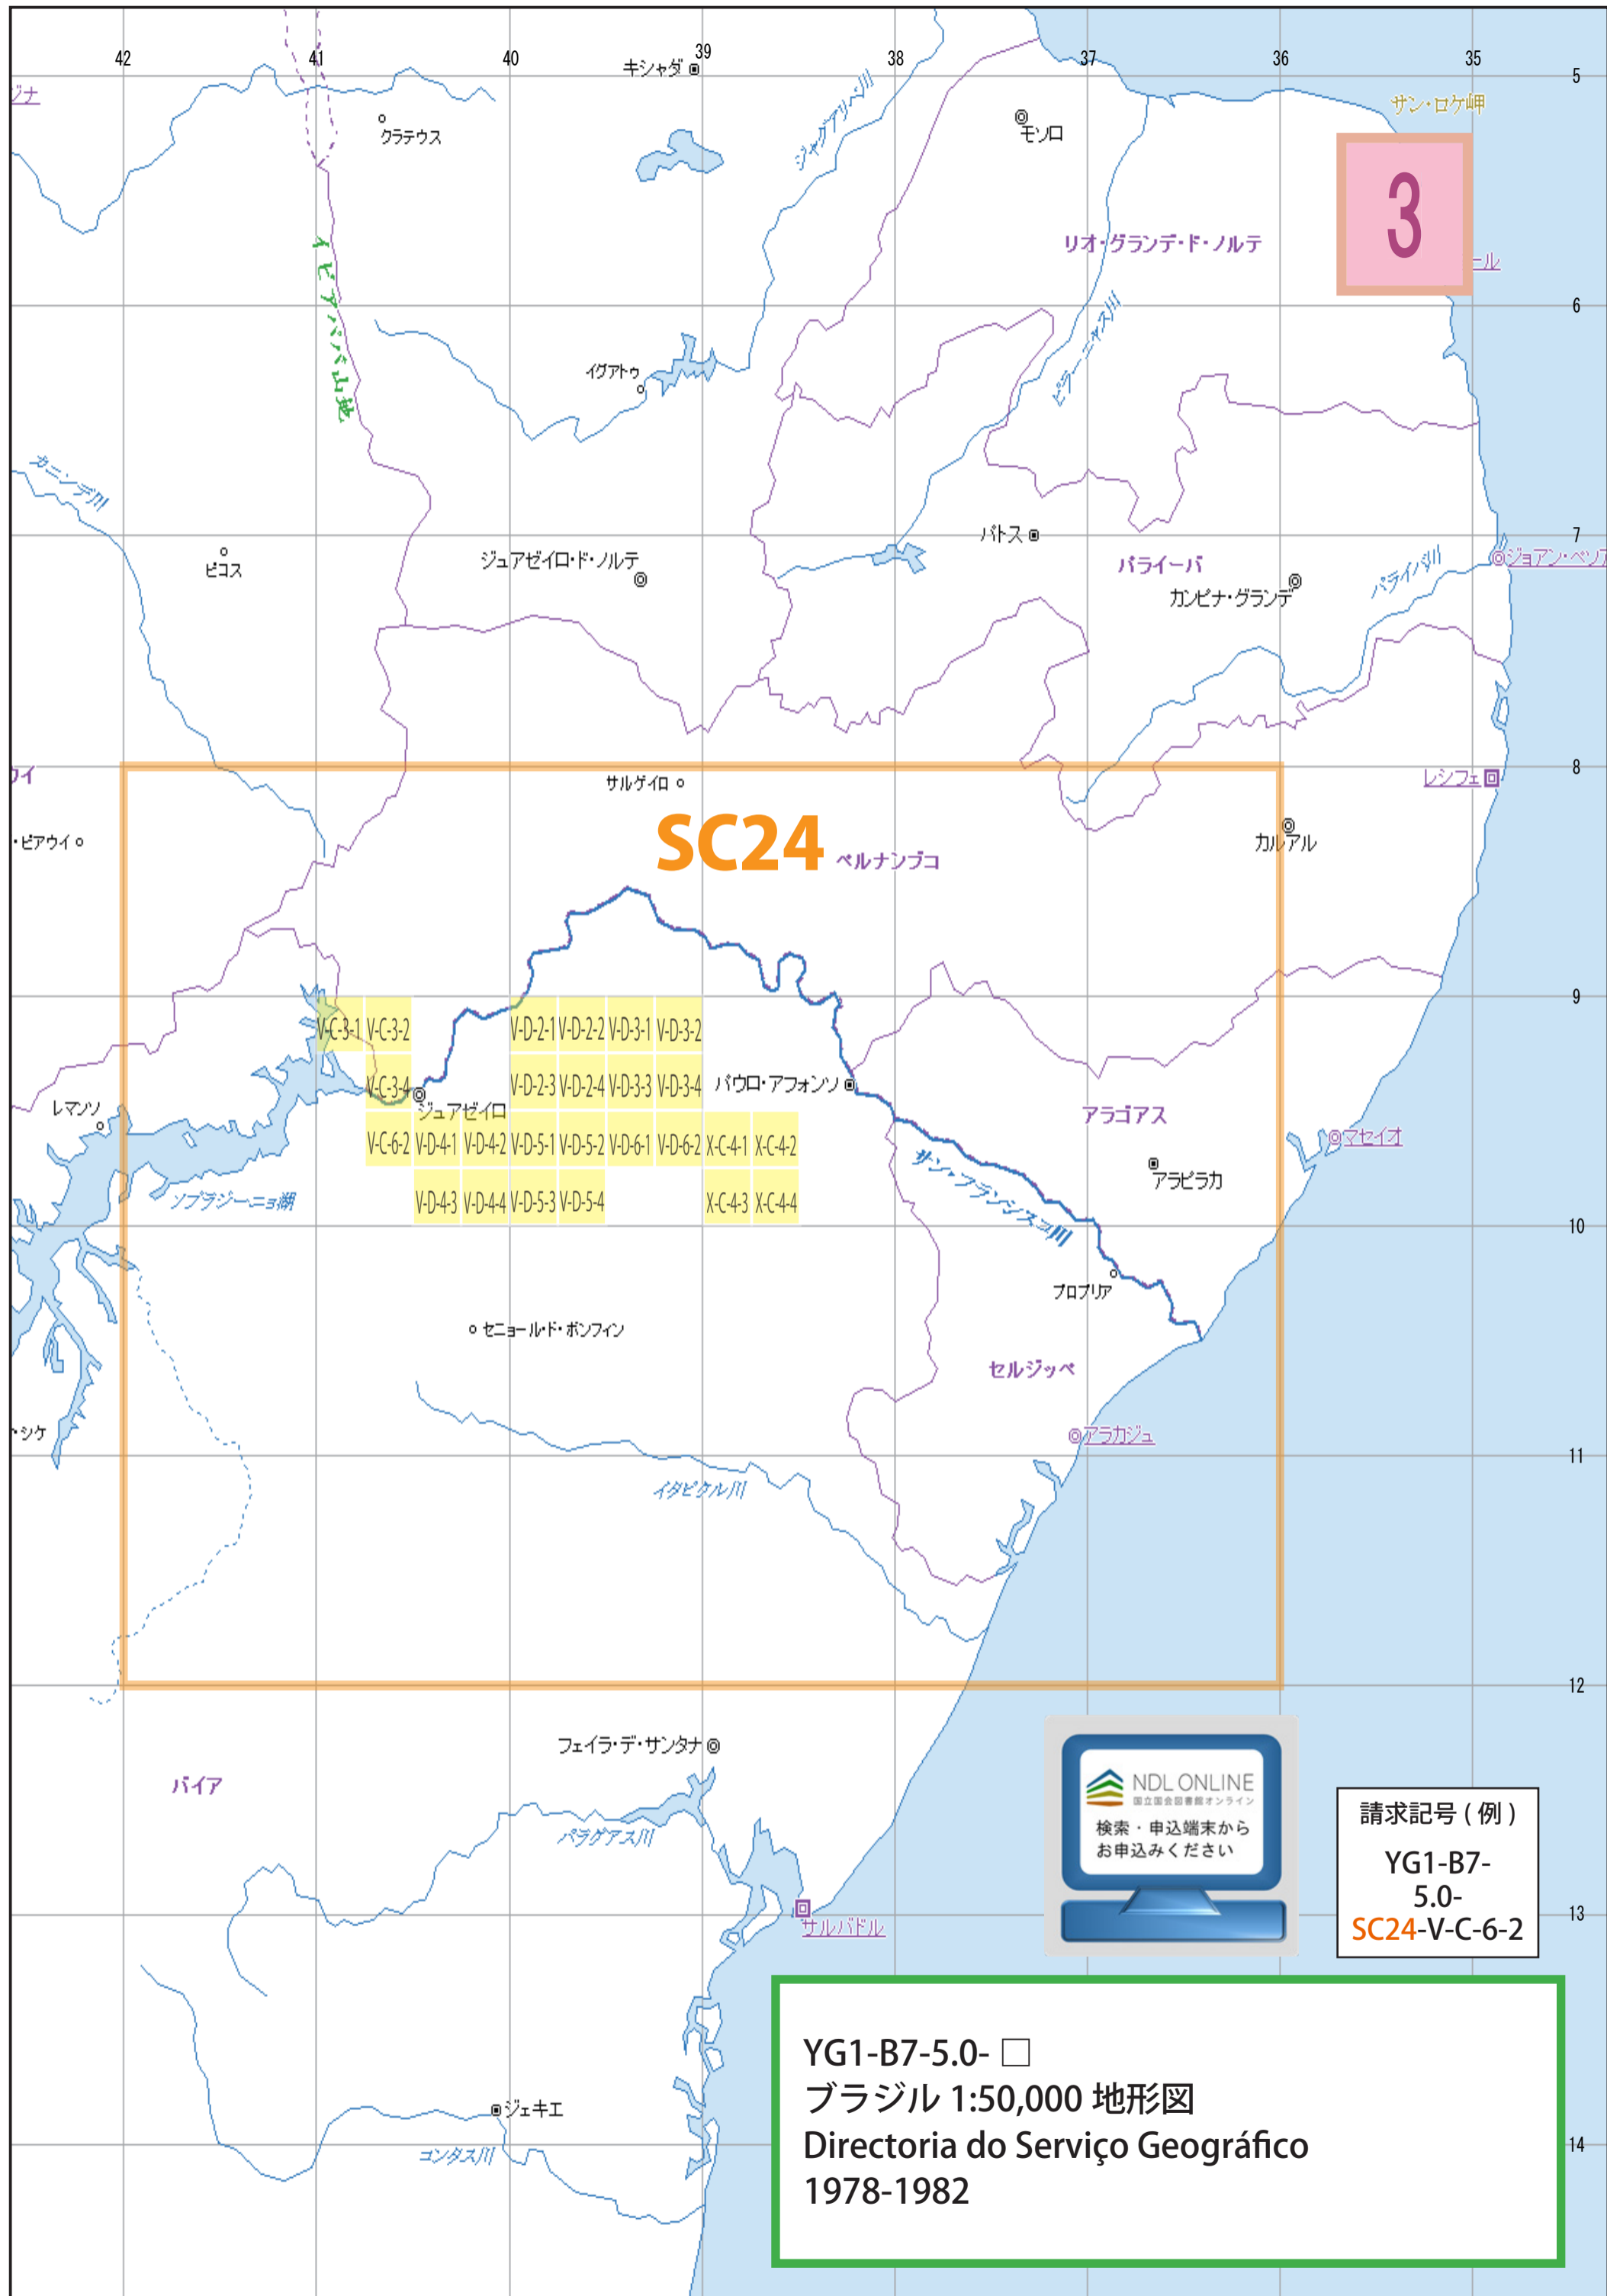 42 41 40 39 38 37 36 35
5
キシャダ
ジナ
クラテウス
ジャグアリーベ川
モソロ
サン・ロケ岬
3
リオ・グランデ・ド・ノルテ
ール
イビアパバ山地
6
ピラーニャス川
イグアトゥ
カニンデ川
7
パトス
ピコス
ジュアゼイロ・ド・ノルテ
パライーバ
パライバ川
ジョアン・ペソア
カンピナ・グランデ
8
ウイ
サルゲイロ
レシフェ
・ピアウイ
SC24
ペルナンブコ
カルアル
9
V-C-3-1 V-C-3-2 V-D-2-1 V-D-2-2 V-D-3-1 V-D-3-2
V-C-3-4 V-D-2-3 V-D-2-4 V-D-3-3 V-D-3-4 パウロ・アフォンソ
レマンソ
ジュアゼイロ
アラゴアス
V-C-6-2 V-D-4-1 V-D-4-2 V-D-5-1 V-D-5-2 V-D-6-1 V-D-6-2 X-C-4-1 X-C-4-2
マセイオ
サン・フランシスコ川
アラピラカ
ソブラジーニョ湖
V-D-4-3 V-D-4-4 V-D-5-3 V-D-5-4 X-C-4-3 X-C-4-4
10
プロプリア
セニョール・ド・ボンフィン
セルジッペ
・シケ
アラカジュ
11
イタピクル川
12
フェイラ・デ・サンタナ
バイア
パラグアス川
NDL ONLINE
国立国会図書館オンライン
検索・申込端末から
お申込みください
請求記号 ( 例 )
YG1-B7-
5.0-
SC24-V-C-6-2
13
サルバドル
ジェキエ
コンタス川
14
YG1-B7-5.0- □
ブラジル 1:50,000 地形図
Directoria do Serviço Geográfico
1978-1982